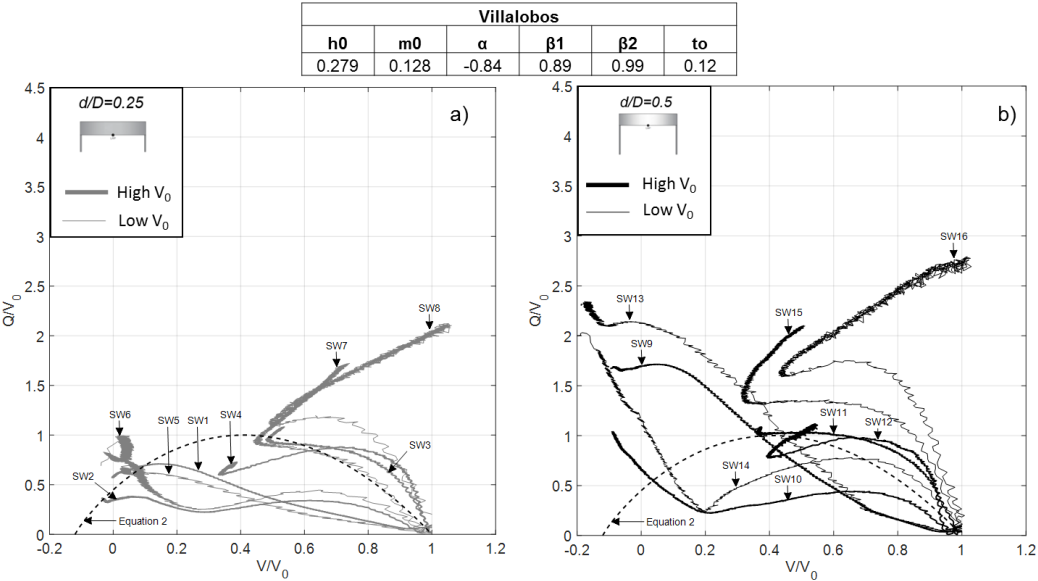 Villalobos
h0 m0 α β1 β2 to
0.279 0.128 -0.84 0.89 0.99 0.12
a)
d/D=0.25
High V0
Low V0
4.5
4
3.5
3
2.5
2
1.5
1
0.5
0
Q/V0
SW8
SW7
SW6
SW5
SW1
SW4
SW3
SW2
Equation 2
-0.2 0 0.2 0.4 0.6 0.8 1 1.2
V/V0
b)
d/D=0.5
High V0
Low V0
4.5
4
3.5
3
2.5
2
1.5
1
0.5
0
Q/V0
SW16
SW13
SW15
SW9
SW11
SW12
SW14
SW10
Equation 2
-0.2 0 0.2 0.4 0.6 0.8 1 1.2
V/V0